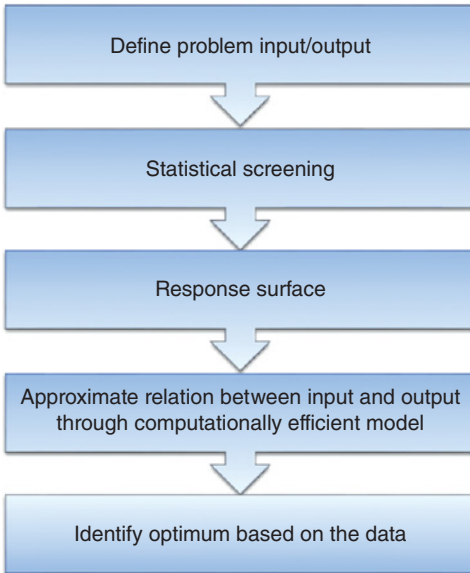 Define problem input/output
Statistical screening
Response surface
Approximate relation between input and output
through computationally efficient model
Identify optimum based on the data